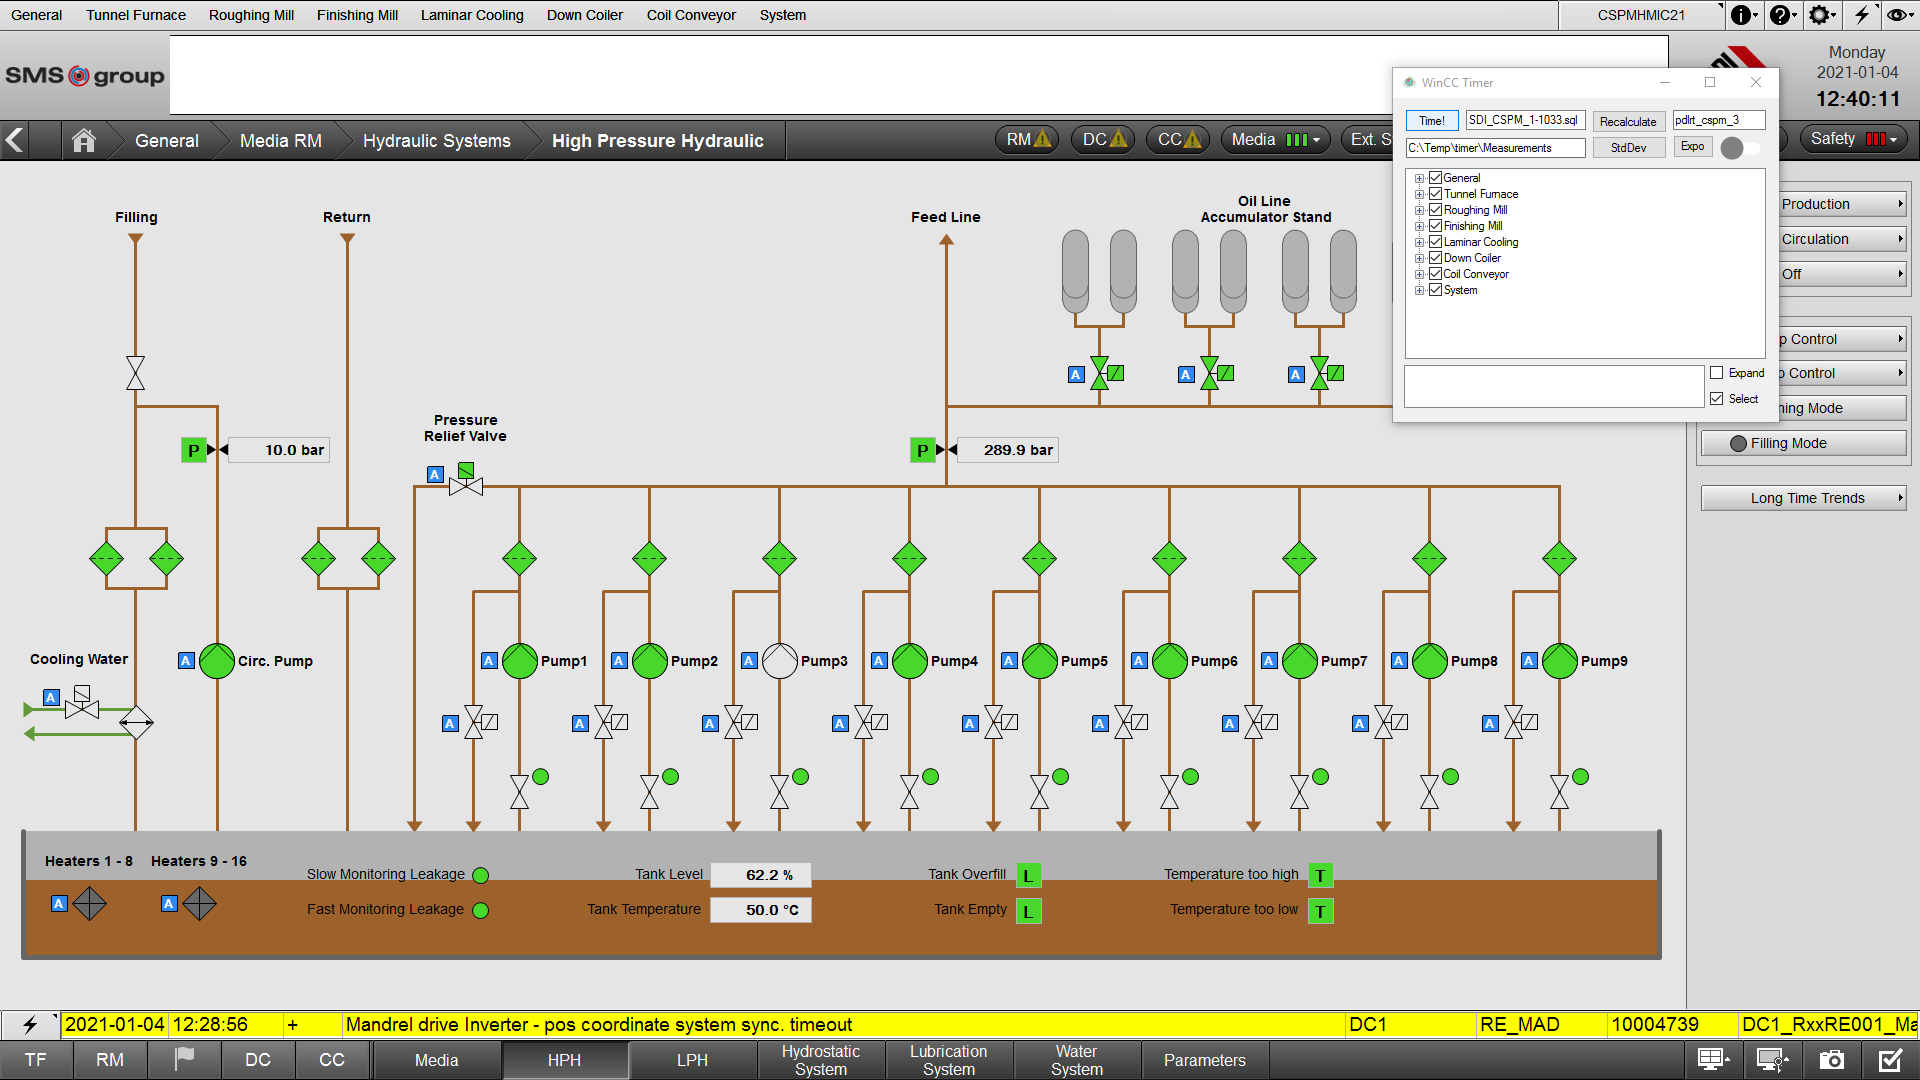 General Tunnel Furnace Roughing Mill Finishing Mill Laminar Cooling Down Coiler Coil Conveyor System CSPMHMIC21
SMS group
Monday
2021-01-04
12:40:11
General Media RM Hydraulic Systems High Pressure Hydraulic RM DC CC Media Ext. S Safety
WinCC Timer
Time! SDI_CSPM_1-1033.sql Recalculate pdlrt_cspm_3
C:\Temp\timer\Measurements StdDev Expo
General
Tunnel Furnace
Roughing Mill
Finishing Mill
Laminar Cooling
Down Coiler
Coil Conveyor
System
Expand
Select
Production
Circulation
Off
p Control
p Control
ning Mode
Filling Mode
Long Time Trends
Filling Return Feed Line
Oil Line
Accumulator Stand
A A A
Pressure
Relief Valve
P 10.0 bar P 289.9 bar
A
Cooling Water
A
A Circ. Pump A Pump1 A Pump2 A Pump3 A Pump4 A Pump5 A Pump6 A Pump7 A Pump8 A Pump9
A A A A A A A A A
Heaters 1 - 8 Heaters 9 - 16
A A
Slow Monitoring Leakage Tank Level 62.2 % Tank Overfill L Temperature too high T
Fast Monitoring Leakage Tank Temperature 50.0 °C Tank Empty L Temperature too low T
2021-01-04 12:28:56 + Mandrel drive Inverter - pos coordinate system sync. timeout DC1 RE_MAD 10004739 DC1_RxxRE001_Ma
TF RM DC CC Media HPH LPH Hydrostatic System Lubrication System Water System Parameters